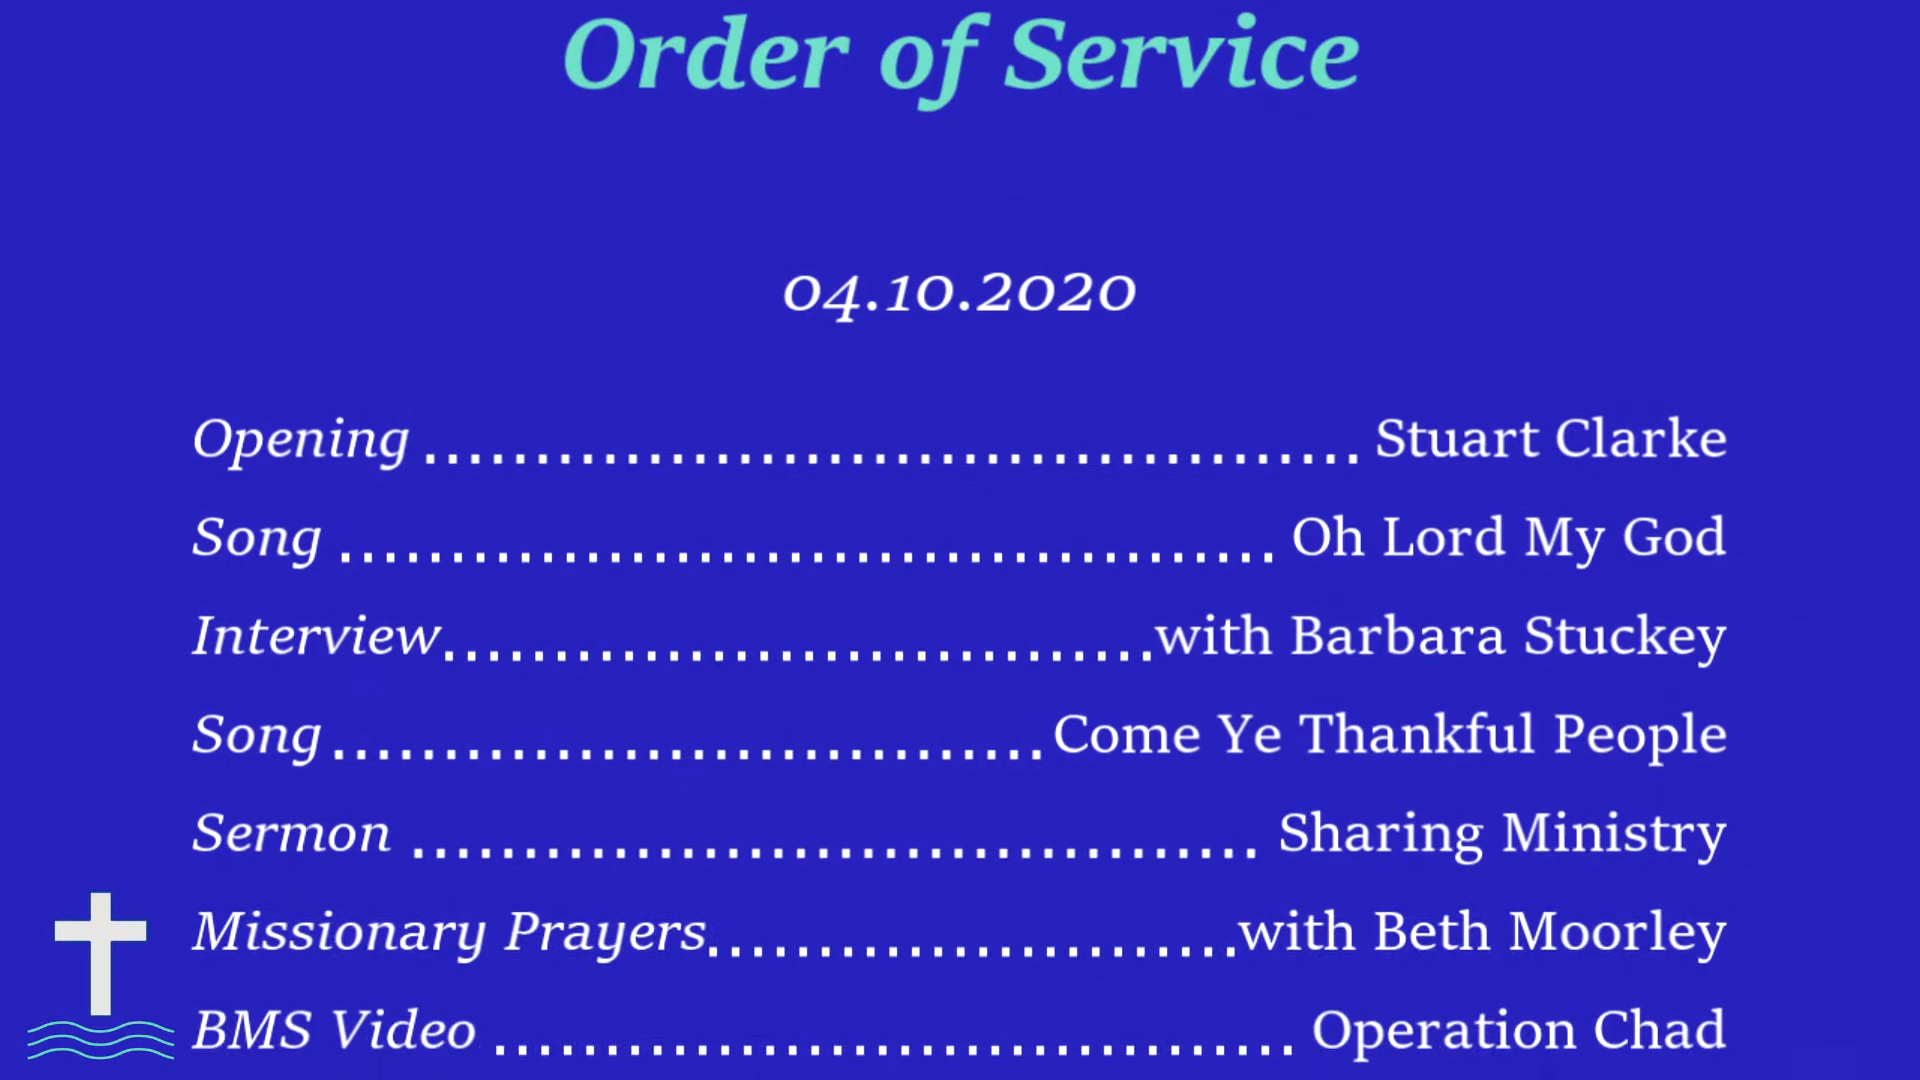 Order of Service
04.10.2020
Opening .......................................... Stuart Clarke
Song .......................................... Oh Lord My God
Interview................................with Barbara Stuckey
Song ................................ Come Ye Thankful People
Sermon ...................................... Sharing Ministry
Missionary Prayers........................with Beth Moorley
BMS Video .................................... Operation Chad